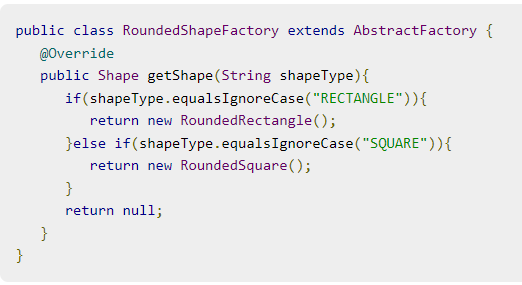 public class RoundedShapeFactory extends AbstractFactory {
   @Override
   public Shape getShape(String shapeType){
      if(shapeType.equalsIgnoreCase("RECTANGLE")){
         return new RoundedRectangle();
      }else if(shapeType.equalsIgnoreCase("SQUARE")){
         return new RoundedSquare();
      }
      return null;
   }
}